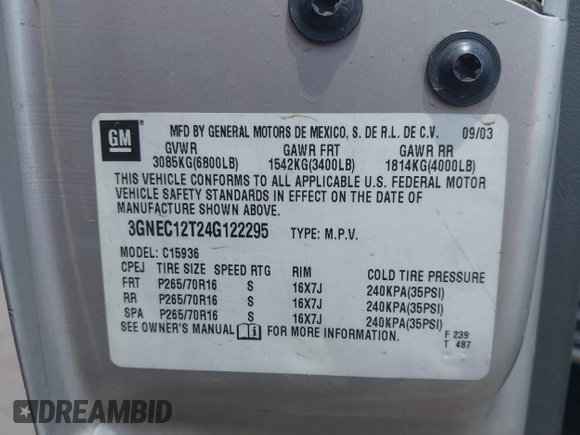 GM
MFD BY GENERAL MOTORS DE MEXICO, S. DE R.L. DE C.V. 09/03
GVWR GAWR FRT GAWR RR
3085KG(6800LB) 1542KG(3400LB) 1814KG(4000LB)
THIS VEHICLE CONFORMS TO ALL APPLICABLE U.S. FEDERAL MOTOR
VEHICLE SAFETY STANDARDS IN EFFECT ON THE DATE OF
MANUFACTURE SHOWN ABOVE.
3GNEC12T24G122295 TYPE: M.P.V.
MODEL: C15936
CPEJ TIRE SIZE SPEED RTG RIM COLD TIRE PRESSURE
FRT P265/70R16 S 16X7J 240KPA(35PSI)
RR P265/70R16 S 16X7J 240KPA(35PSI)
SPA P265/70R16 S 16X7J 240KPA(35PSI)
SEE OWNER'S MANUAL FOR MORE INFORMATION.
F 239
T 487
DREAMBID